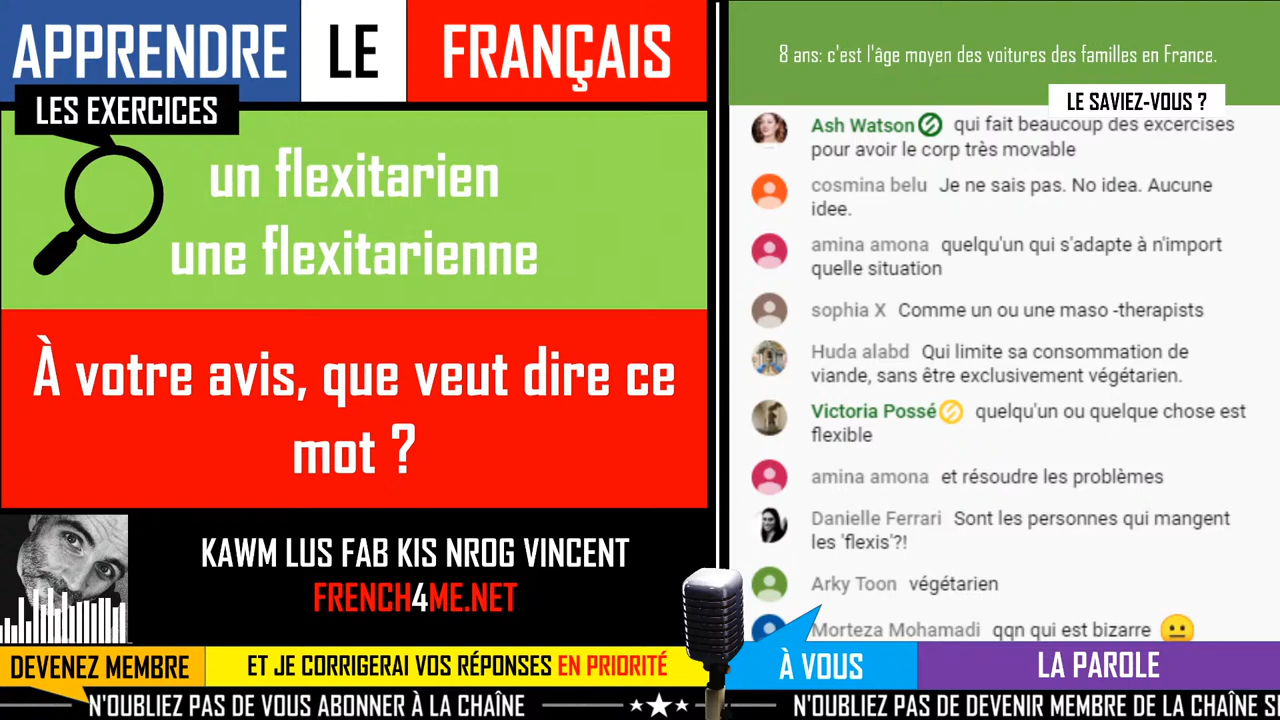 APPRENDRE LE FRANÇAIS
LES EXERCICES
un flexitarien
une flexitarienne
À votre avis, que veut dire ce
mot ?
KAWM LUS FAB KIS NROG VINCENT
FRENCH4ME.NET
DEVENEZ MEMBRE
ET JE CORRIGERAI VOS RÉPONSES EN PRIORITÉ
8 ans: c'est l'âge moyen des voitures des familles en France.
LE SAVIEZ-VOUS ?
Ash Watson qui fait beaucoup des excercises
pour avoir le corp très movable
cosmina belu Je ne sais pas. No idea. Aucune
idee.
amina amona quelqu'un qui s'adapte à n'import
quelle situation
sophia X Comme un ou une maso -therapists
Huda alabd Qui limite sa consommation de
viande, sans être exclusivement végétarien.
Victoria Possé quelqu'un ou quelque chose est
flexible
amina amona et résoudre les problèmes
Danielle Ferrari Sont les personnes qui mangent
les 'flexis'?!
Arky Toon végétarien
Morteza Mohamadi qqn qui est bizarre
À VOUS
LA PAROLE
N'OUBLIEZ PAS DE VOUS ABONNER À LA CHAÎNE
N'OUBLIEZ PAS DE DEVENIR MEMBRE DE LA CHAÎNE S